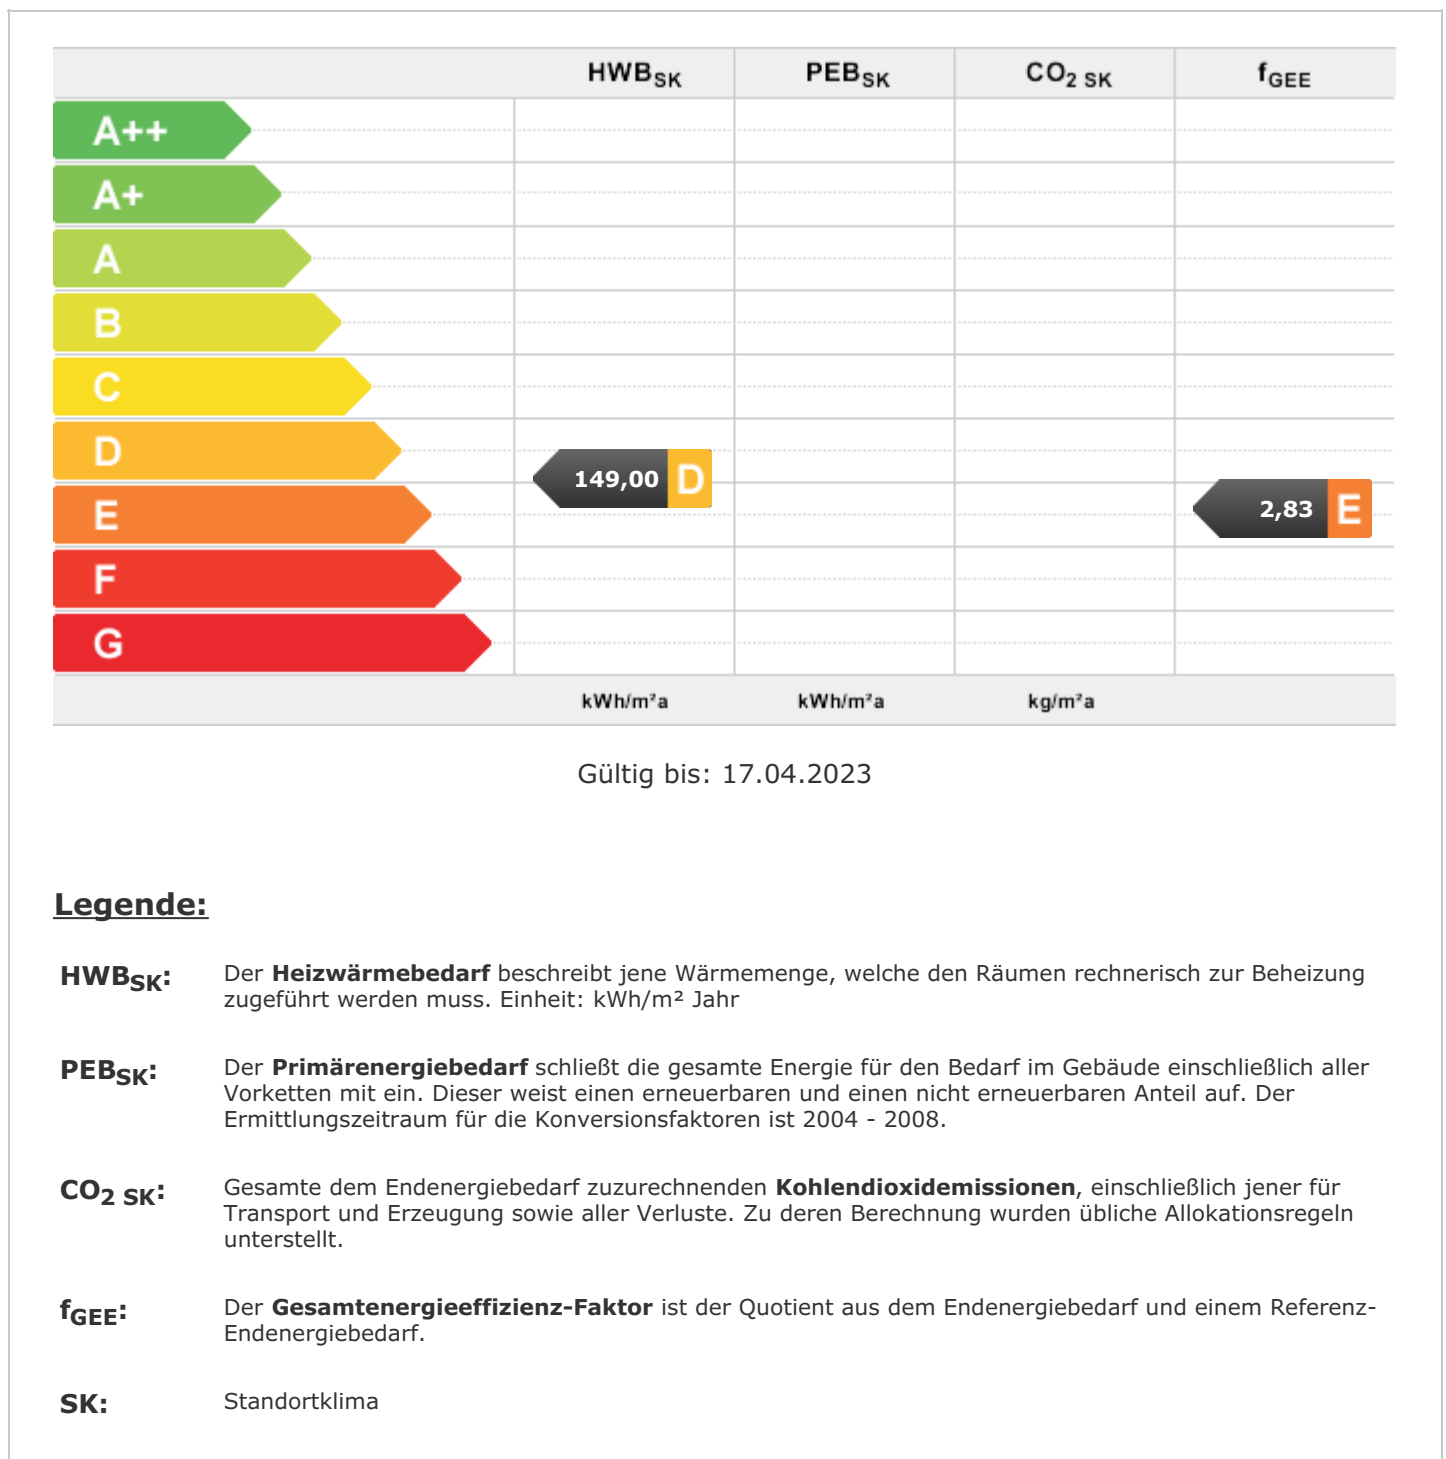 HWBSK PEBSK CO2 SK fGEE
A++
A+
A
B
C
D
149,00 D
E
2,83 E
F
G
kWh/m²a kWh/m²a kg/m²a
Gültig bis: 17.04.2023
Legende:
HWBSK: Der Heizwärmebedarf beschreibt jene Wärmemenge, welche den Räumen rechnerisch zur Beheizung
zugeführt werden muss. Einheit: kWh/m² Jahr
PEBSK: Der Primärenergiebedarf schließt die gesamte Energie für den Bedarf im Gebäude einschließlich aller
Vorketten mit ein. Dieser weist einen erneuerbaren und einen nicht erneuerbaren Anteil auf. Der
Ermittlungszeitraum für die Konversionsfaktoren ist 2004 - 2008.
CO2 SK: Gesamte dem Endenergiebedarf zuzurechnenden Kohlendioxidemissionen, einschließlich jener für
Transport und Erzeugung sowie aller Verluste. Zu deren Berechnung wurden übliche Allokationsregeln
unterstellt.
fGEE: Der Gesamtenergieeffizienz-Faktor ist der Quotient aus dem Endenergiebedarf und einem Referenz-
Endenergiebedarf.
SK: Standortklima